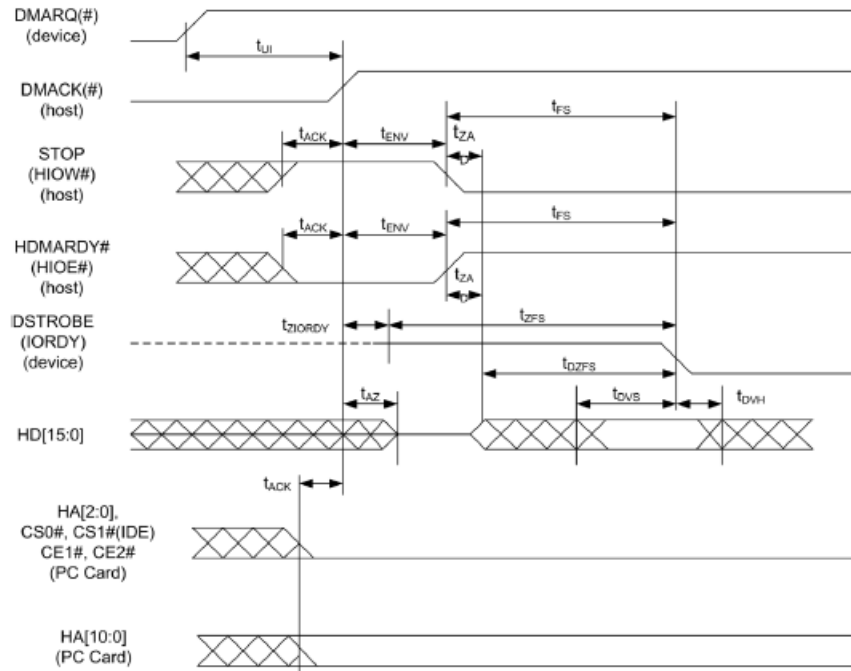 DMARQ(#)
(device)
tUI
DMACK(#)
(host)
tFS
tACK
tENV
tZA
D
STOP
(HIOW#)
(host)
tFS
tACK
tENV
HDMARDY#
(HIOE#)
(host)
tZA
D
DSTROBE
(IORDY)
(device)
tZIORDY
tZFS
tDZFS
tAZ
tDVS
tDVH
HD[15:0]
tACK
HA[2:0],
CS0#, CS1#(IDE)
CE1#, CE2#
(PC Card)
HA[10:0]
(PC Card)